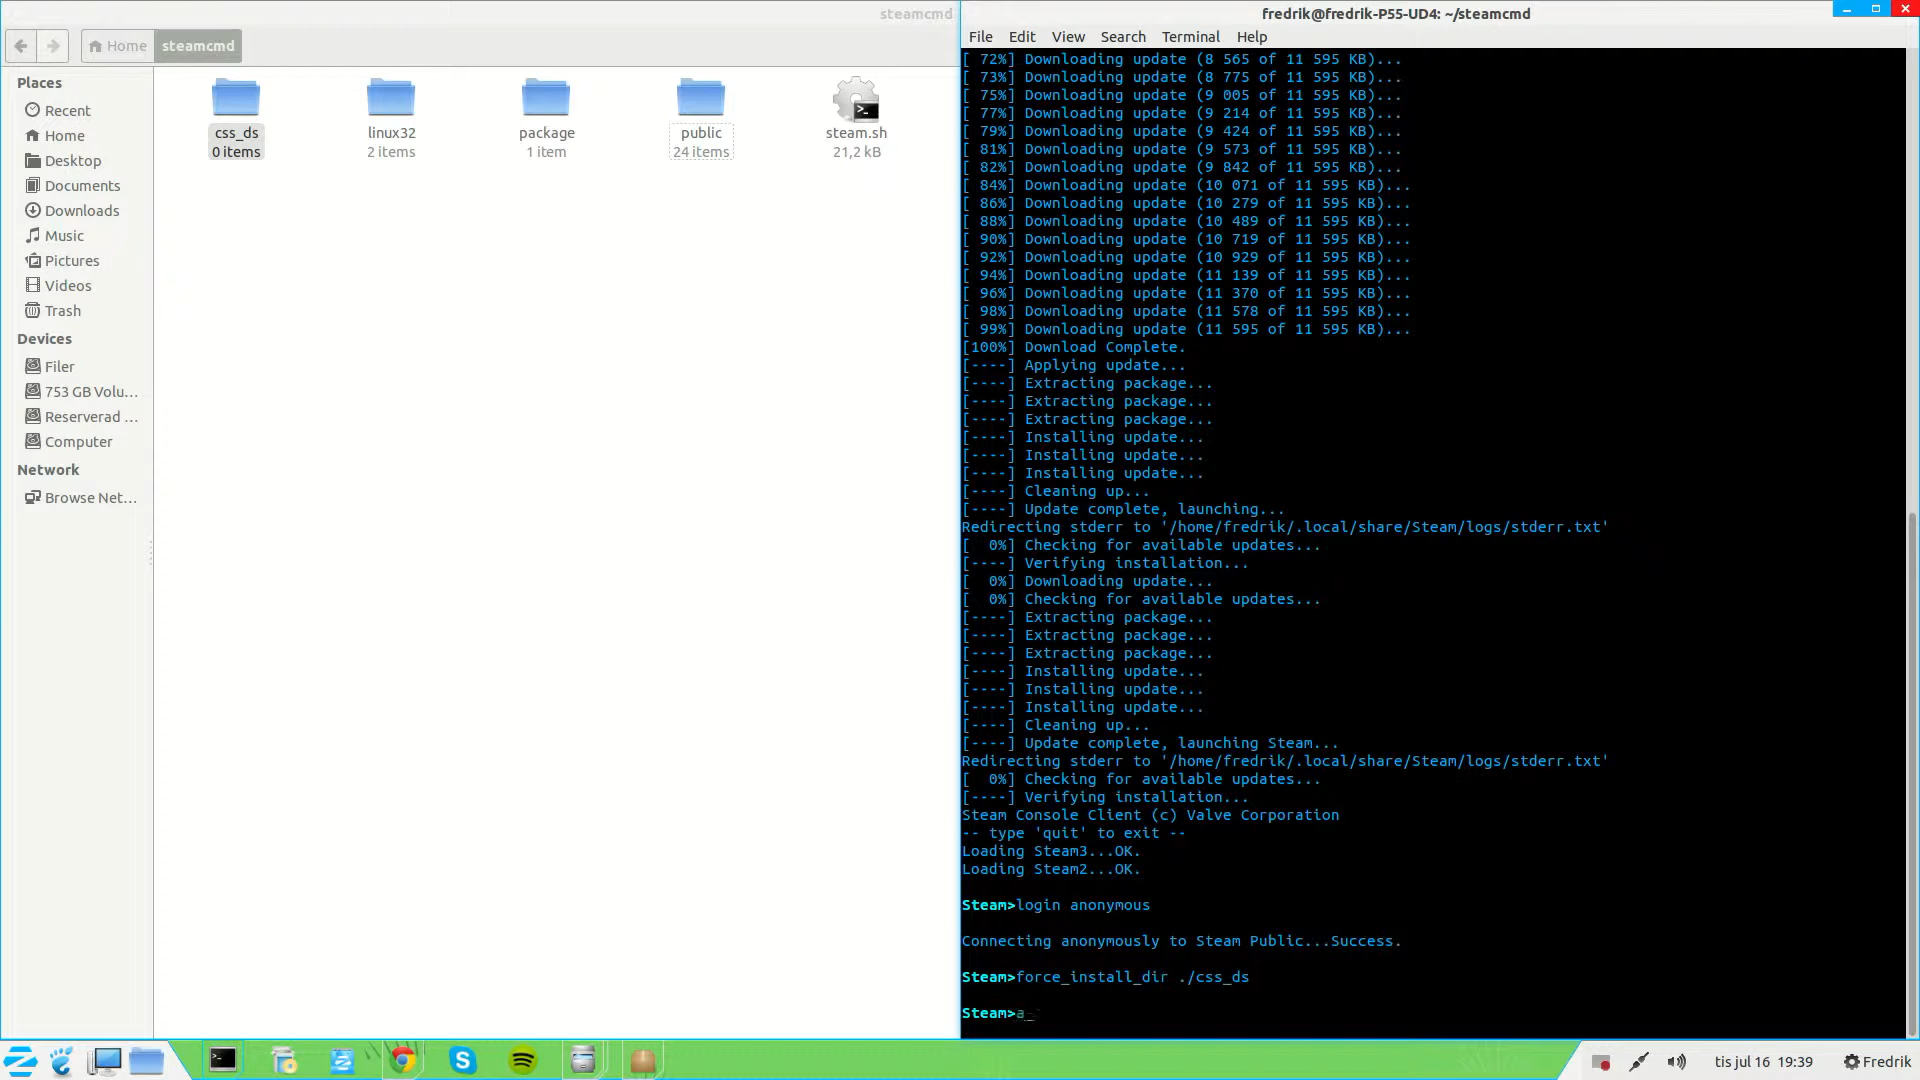 steamcmd
Home
steamcmd
Places
Recent
Home
Desktop
Documents
Downloads
Music
Pictures
Videos
Trash
Devices
Filer
753 GB Volu...
Reserverad ...
Computer
Network
Browse Net...
css_ds
0 items
linux32
2 items
package
1 item
public
24 items
steam.sh
21,2 kB
fredrik@fredrik-P55-UD4: ~/steamcmd
File Edit View Search Terminal Help
[ 72%] Downloading update (8 565 of 11 595 KB)...
[ 73%] Downloading update (8 775 of 11 595 KB)...
[ 75%] Downloading update (9 005 of 11 595 KB)...
[ 77%] Downloading update (9 214 of 11 595 KB)...
[ 79%] Downloading update (9 424 of 11 595 KB)...
[ 81%] Downloading update (9 573 of 11 595 KB)...
[ 82%] Downloading update (9 842 of 11 595 KB)...
[ 84%] Downloading update (10 071 of 11 595 KB)...
[ 86%] Downloading update (10 279 of 11 595 KB)...
[ 88%] Downloading update (10 489 of 11 595 KB)...
[ 90%] Downloading update (10 719 of 11 595 KB)...
[ 92%] Downloading update (10 929 of 11 595 KB)...
[ 94%] Downloading update (11 139 of 11 595 KB)...
[ 96%] Downloading update (11 370 of 11 595 KB)...
[ 98%] Downloading update (11 578 of 11 595 KB)...
[ 99%] Downloading update (11 595 of 11 595 KB)...
[100%] Download Complete.
[----] Applying update...
[----] Extracting package...
[----] Extracting package...
[----] Extracting package...
[----] Installing update...
[----] Installing update...
[----] Installing update...
[----] Cleaning up...
[----] Update complete, launching...
Redirecting stderr to '/home/fredrik/.local/share/Steam/logs/stderr.txt'
[  0%] Checking for available updates...
[----] Verifying installation...
[  0%] Downloading update...
[  0%] Checking for available updates...
[----] Extracting package...
[----] Extracting package...
[----] Extracting package...
[----] Installing update...
[----] Installing update...
[----] Installing update...
[----] Cleaning up...
[----] Update complete, launching Steam...
Redirecting stderr to '/home/fredrik/.local/share/Steam/logs/stderr.txt'
[  0%] Checking for available updates...
[----] Verifying installation...
Steam Console Client (c) Valve Corporation
-- type 'quit' to exit --
Loading Steam3...OK.
Loading Steam2...OK.
Steam>login anonymous
Connecting anonymously to Steam Public...Success.
Steam>force_install_dir ./css_ds
Steam>a_
tis jul 16 19:39
Fredrik